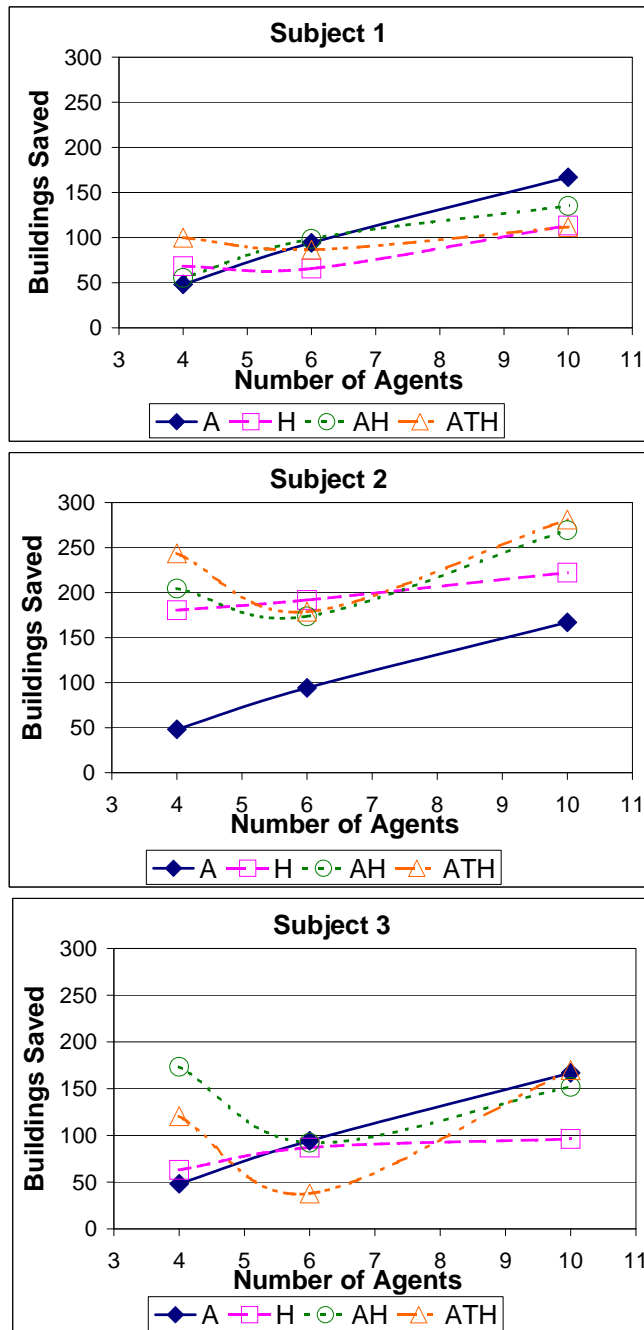 Subject 1
300
250
200
150
100
50
0
Buildings Saved
3 4 5 6 7 8 9 10 11
Number of Agents
A H AH ATH
Subject 2
300
250
200
150
100
50
0
Buildings Saved
3 4 5 6 7 8 9 10 11
Number of Agents
A H AH ATH
Subject 3
300
250
200
150
100
50
0
Buildings Saved
3 4 5 6 7 8 9 10 11
Number of Agents
A H AH ATH